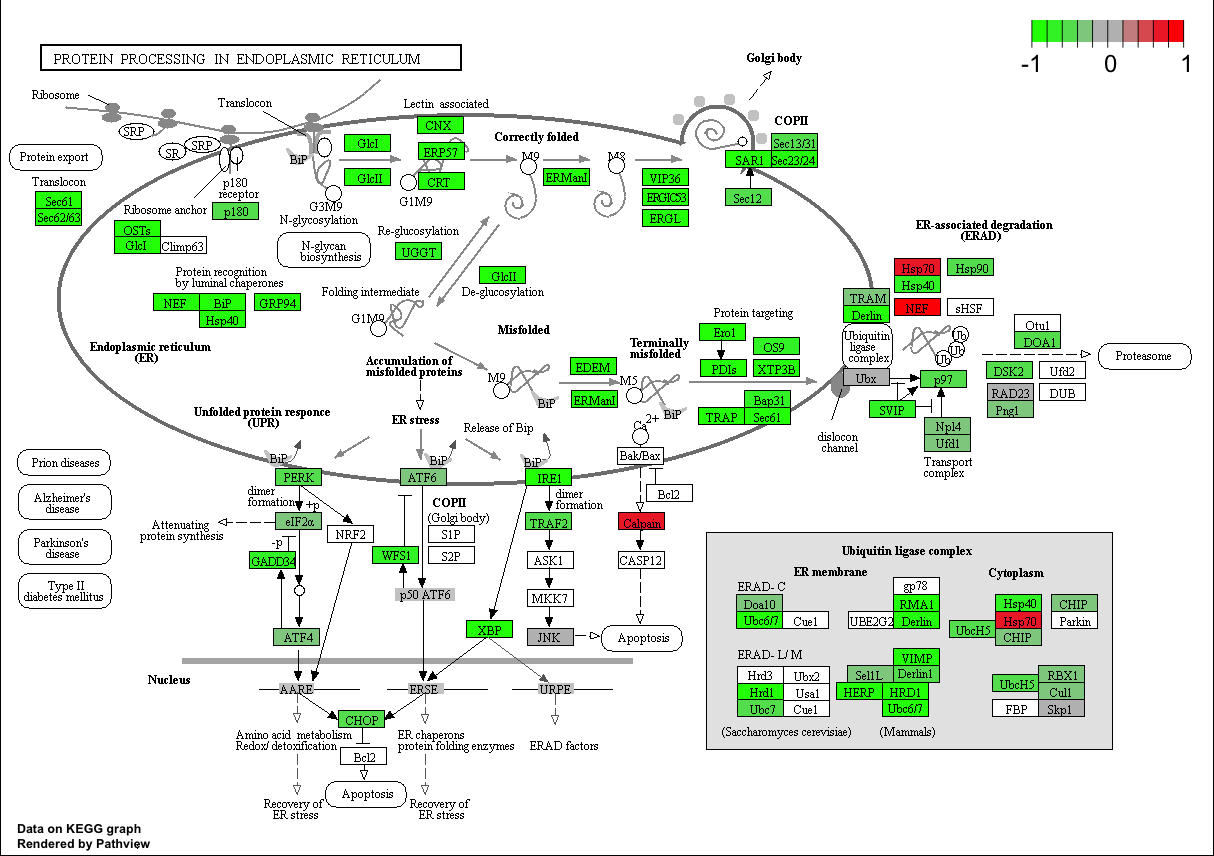 PROTEIN PROCESSING IN ENDOPLASMIC RETICULUM
-1 0 1
Golgi body
Ribosome
Translocon
Lectin associated
CNX
Correctly folded
COPII
SRP
SR
SRP
BiP
GlcI
ERP57
M9
M8
Sec13/31
SAR1
Sec23/24
Protein export
GlcII
CRT
ERManI
VIP36
Translocon
p180
receptor
G3M9
G1M9
ERGIC53
Sec12
Sec61
Sec62/63
Ribosome anchor
p180
N-glycosylation
ERGL
OSTs
GlcI
Climp63
N-glycan
biosynthesis
Re-glucosylation
UGGT
ER-associated degradation
(ERAD)
Protein recognition
by luminal chaperones
GlcII
De-glucosylation
Hsp70
Hsp90
Hsp40
NEF
BiP
GRP94
Hsp40
Folding intermediate
G1M9
TRAM
Derlin
NEF
sHSF
Endoplasmic reticulum
(ER)
Misfolded
Protein targeting
Ero1
OS9
PDIs
XTP3B
Terminally
misfolded
Ubiquitin
ligase
complex
Ub
Ub
Ub
Otu1
DOA1
Proteasome
Accumulation of
misfolded proteins
M9
BiP
EDEM
ERManI
M5
BiP
Ubx
p97
DSK2
Ufd2
RAD23
DUB
Png1
Bap31
TRAP
Sec61
SVIP
Unfolded protein responce
(UPR)
ER stress
Release of Bip
Ca2+
dislocon
channel
Npl4
Ufd1
Transport
complex
BiP
BiP
BiP
Bak/Bax
Prion diseases
PERK
ATF6
IRE1
Bcl2
Alzheimer's
disease
dimer
formation
+p
COPII
(Golgi body)
dimer
formation
Attenuating
protein synthesis
eIF2α
NRF2
S1P
TRAF2
Calpain
Parkinson's
disease
-p
GADD34
WFS1
S2P
ASK1
CASP12
Type II
diabetes mellitus
p50 ATF6
MKK7
ATF4
XBP
JNK
Apoptosis
Nucleus
AARE
ERSE
URPE
CHOP
Amino acid metabolism
Redox/ detoxification
ER chaperons
protein folding enzymes
ERAD factors
Bcl2
Apoptosis
Recovery of
ER stress
Recovery of
ER stress
Ubiquitin ligase complex
ER membrane
Cytoplasm
ERAD- C
gp78
Doa10
RMA1
Hsp40
CHIP
Ubc6/7
Cue1
UBE2G2
Derlin
Hsp70
Parkin
UbcH5
CHIP
ERAD- L/ M
VIMP
Hrd3
Ubx2
Sel1L
Derlin1
RBX1
Hrd1
Usa1
HERP
HRD1
UbcH5
Cul1
Ubc7
Cue1
Ubc6/7
FBP
Skp1
(Saccharomyces cerevisiae)
(Mammals)
Data on KEGG graph
Rendered by Pathview